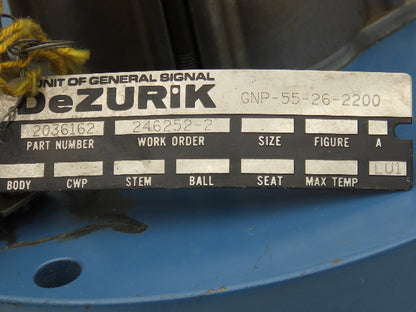 UNIT OF GENERAL SIGNAL
DeZURIK GNP-55-26-2200
2036162 246252-2
PART NUMBER WORK ORDER SIZE FIGURE A
LU1
BODY CWP STEM BALL SEAT MAX TEMP